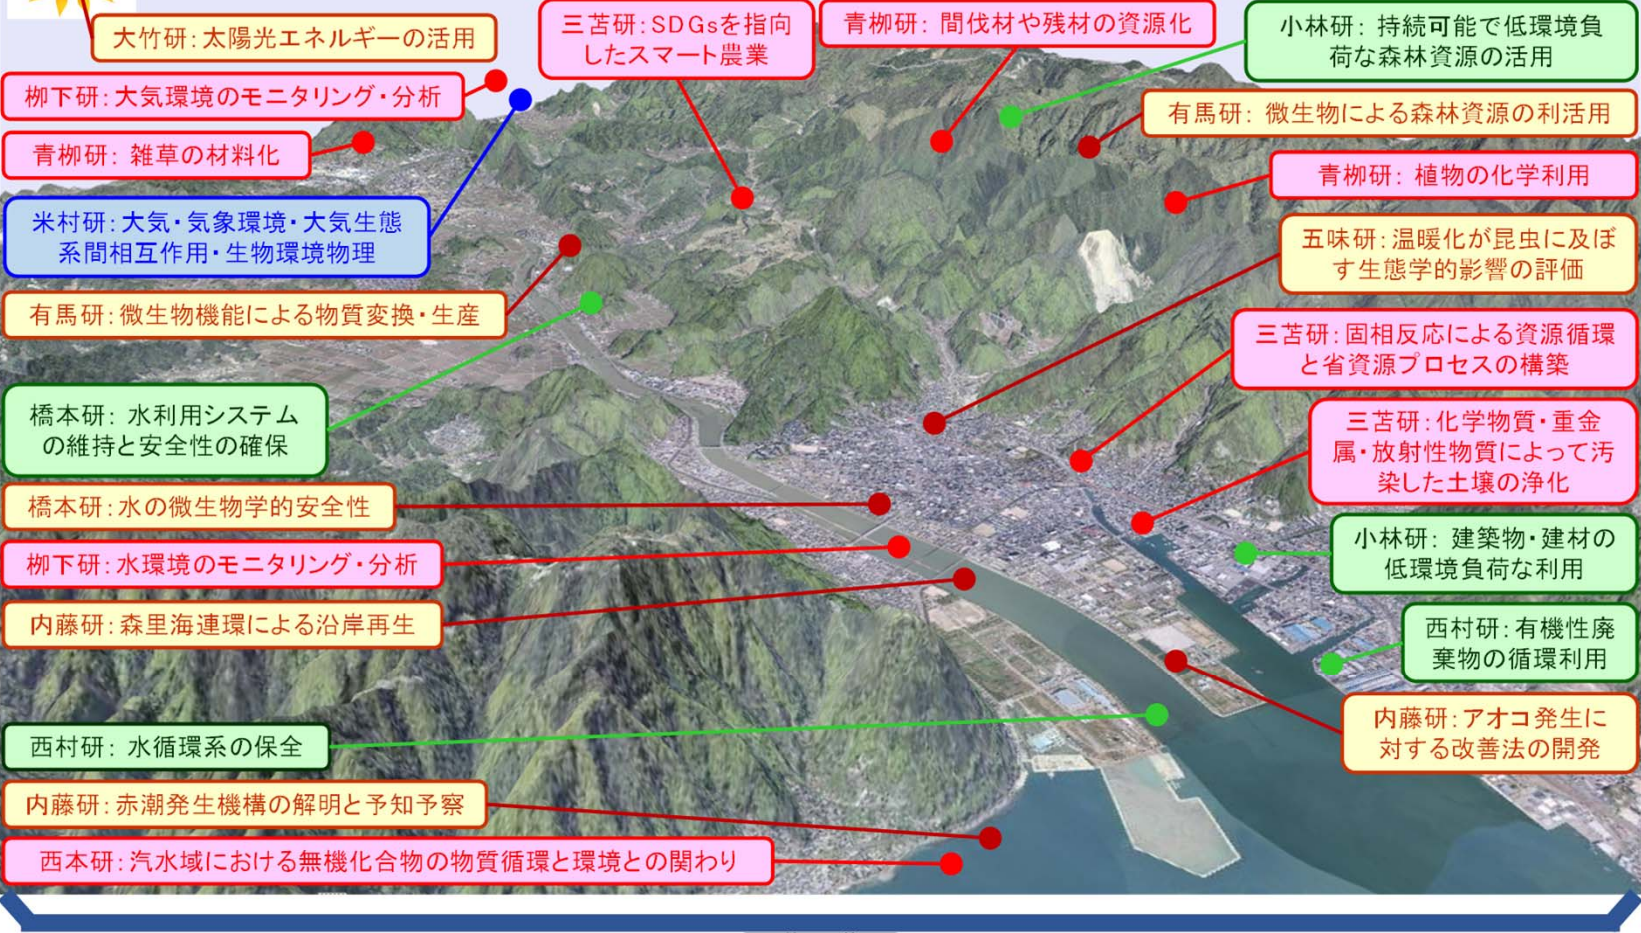 大竹研:太陽光エネルギーの活用
三苫研:SDGsを指向
したスマート農業
青柳研: 間伐材や残材の資源化
小林研: 持続可能で低環境負
荷な森林資源の活用
柳下研:大気環境のモニタリング・分析
有馬研: 微生物による森林資源の利活用
青柳研: 雑草の材料化
青柳研: 植物の化学利用
米村研:大気・気象環境・大気生態
系間相互作用・生物環境物理
五味研:温暖化が昆虫に及ぼ
す生態学的影響の評価
有馬研:微生物機能による物質変換・生産
三苫研:固相反応による資源循環
と省資源プロセスの構築
橋本研: 水利用システム
の維持と安全性の確保
三苫研:化学物質・重金
属・放射性物質によって汚
染した土壌の浄化
橋本研:水の微生物学的安全性
小林研: 建築物・建材の
低環境負荷な利用
柳下研:水環境のモニタリング・分析
内藤研:森里海連環による沿岸再生
西村研:有機性廃
棄物の循環利用
西村研: 水循環系の保全
内藤研:アオコ発生に
対する改善法の開発
内藤研:赤潮発生機構の解明と予知予察
西本研:汽水域における無機化合物の物質循環と環境との関わり